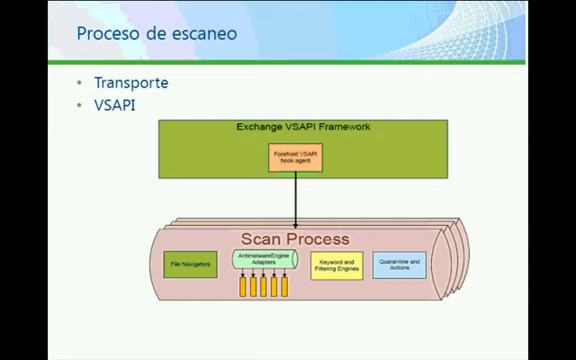 Proceso de escaneo
• Transporte
• VSAPI
Exchange VSAPI Framework
Forefront VSAPI
hook agent
Scan Process
File Navigators
AntimalwareEngine
Adapters
Keyword and
Filtering Engines
Quarantine and
Actions